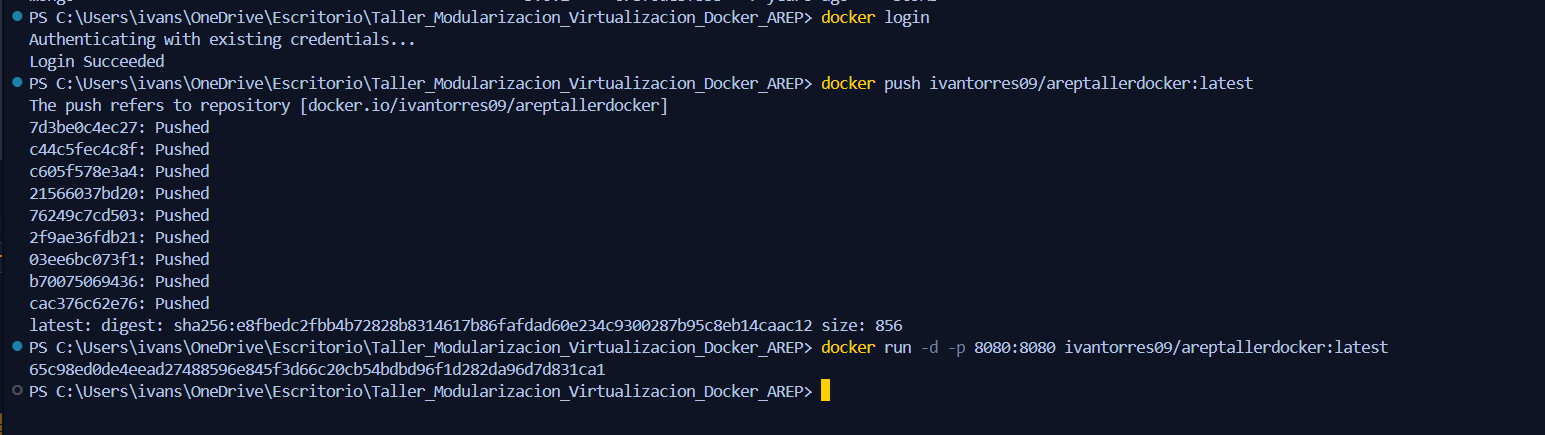 PS C:\Users\ivans\OneDrive\Escritorio\Taller_Modularizacion_Virtualizacion_Docker_AREP> docker login
Authenticating with existing credentials...
Login Succeeded
PS C:\Users\ivans\OneDrive\Escritorio\Taller_Modularizacion_Virtualizacion_Docker_AREP> docker push ivantorres09/areptallerdocker:latest
The push refers to repository [docker.io/ivantorres09/areptallerdocker]
7d3be0c4ec27: Pushed
c44c5fec4c8f: Pushed
c605f578e3a4: Pushed
21566037bd20: Pushed
76249c7cd503: Pushed
2f9ae36fdb21: Pushed
03ee6bc073f1: Pushed
b70075069436: Pushed
cac376c62e76: Pushed
latest: digest: sha256:e8fbedc2fbb4b72828b8314617b86fafdad60e234c9300287b95c8eb14caac12 size: 856
PS C:\Users\ivans\OneDrive\Escritorio\Taller_Modularizacion_Virtualizacion_Docker_AREP> docker run -d -p 8080:8080 ivantorres09/areptallerdocker:latest
65c98ed0de4eead27488596e845f3d66c20cb54bdbd96f1d282da96d7d831ca1
PS C:\Users\ivans\OneDrive\Escritorio\Taller_Modularizacion_Virtualizacion_Docker_AREP>